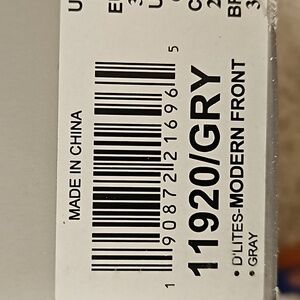 MADE IN CHINA
1 90872 21696 5
11920/GRY
• D'LITES-MODERN FRONT
• GRAY